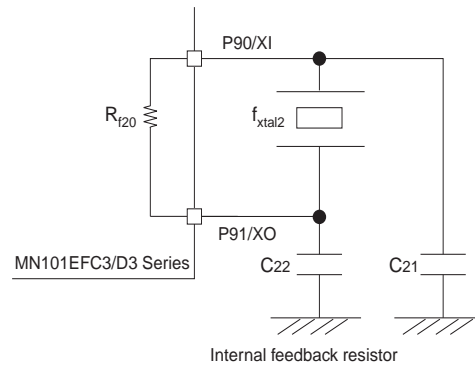 P90/XI
Rf20
fxtal2
P91/XO
MN101EFC3/D3 Series
C22
C21
Internal feedback resistor